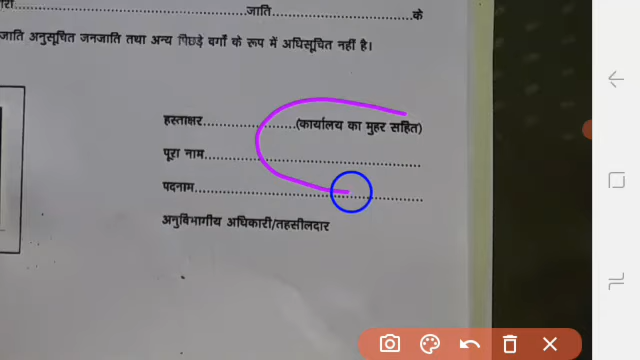 जाति के
जाति अनुसूचित जनजाति तथा अन्य पिछड़े वर्गों के रूप में अधिसूचित नहीं है।
हस्ताक्षर....................(कार्यालय का मुहर सहित)
पूरा नाम....................
पदनाम....................
अनुविभागीय अधिकारी/तहसीलदार